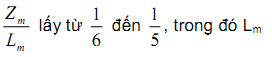 Z_m/L_m lấy từ 1/6 đến 1/5, trong đó L_m